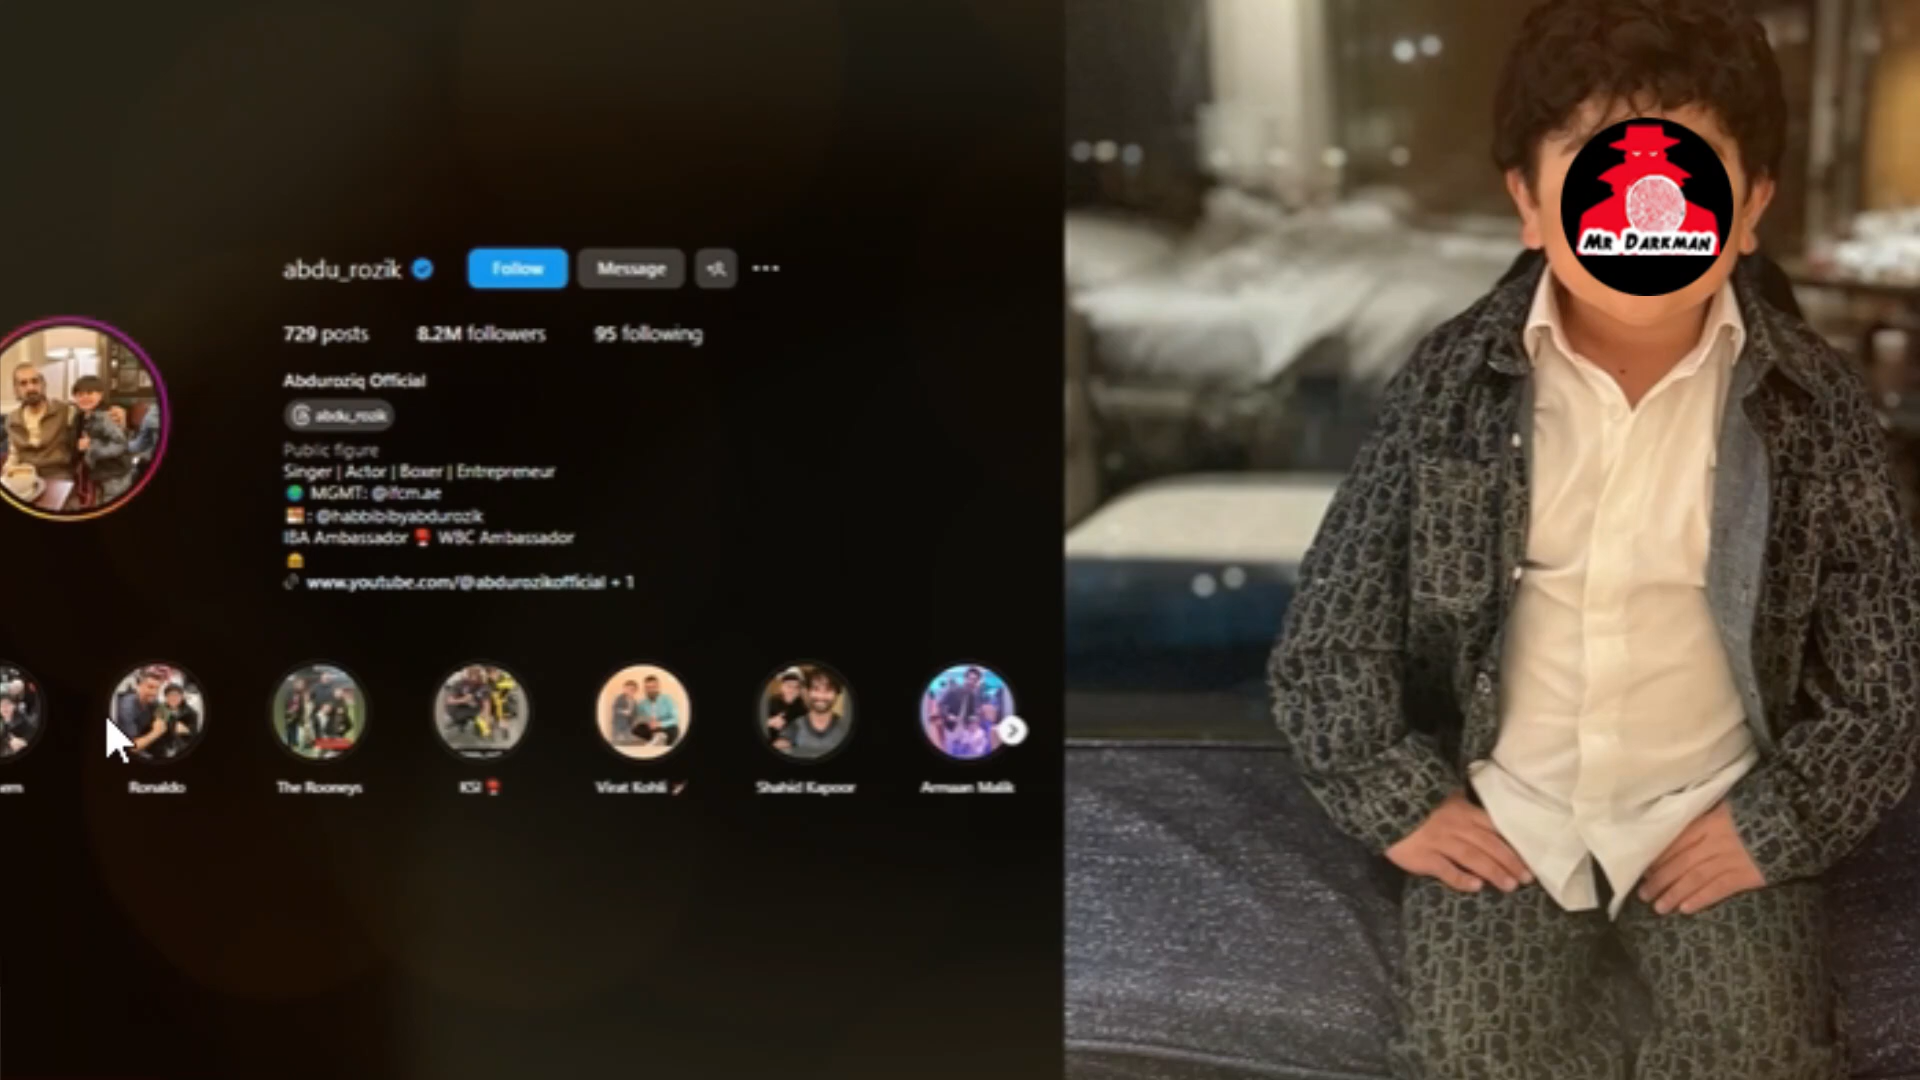 abdu_rozik
Follow
Message
729 posts
8.2M followers
95 following
Abduroziq Official
abdu_rozik
Public figure
Singer | Actor | Boxer | Entrepreneur
MGMT: @ifcm.ae
: @habbibibyabdurozik
IBA Ambassador 🥊 WBC Ambassador
www.youtube.com/@abdurozikofficial + 1
Ronaldo
The Rooneys
KSI
Virat Kohli
Shahid Kapoor
Armaan Malik
MR DARKMAN